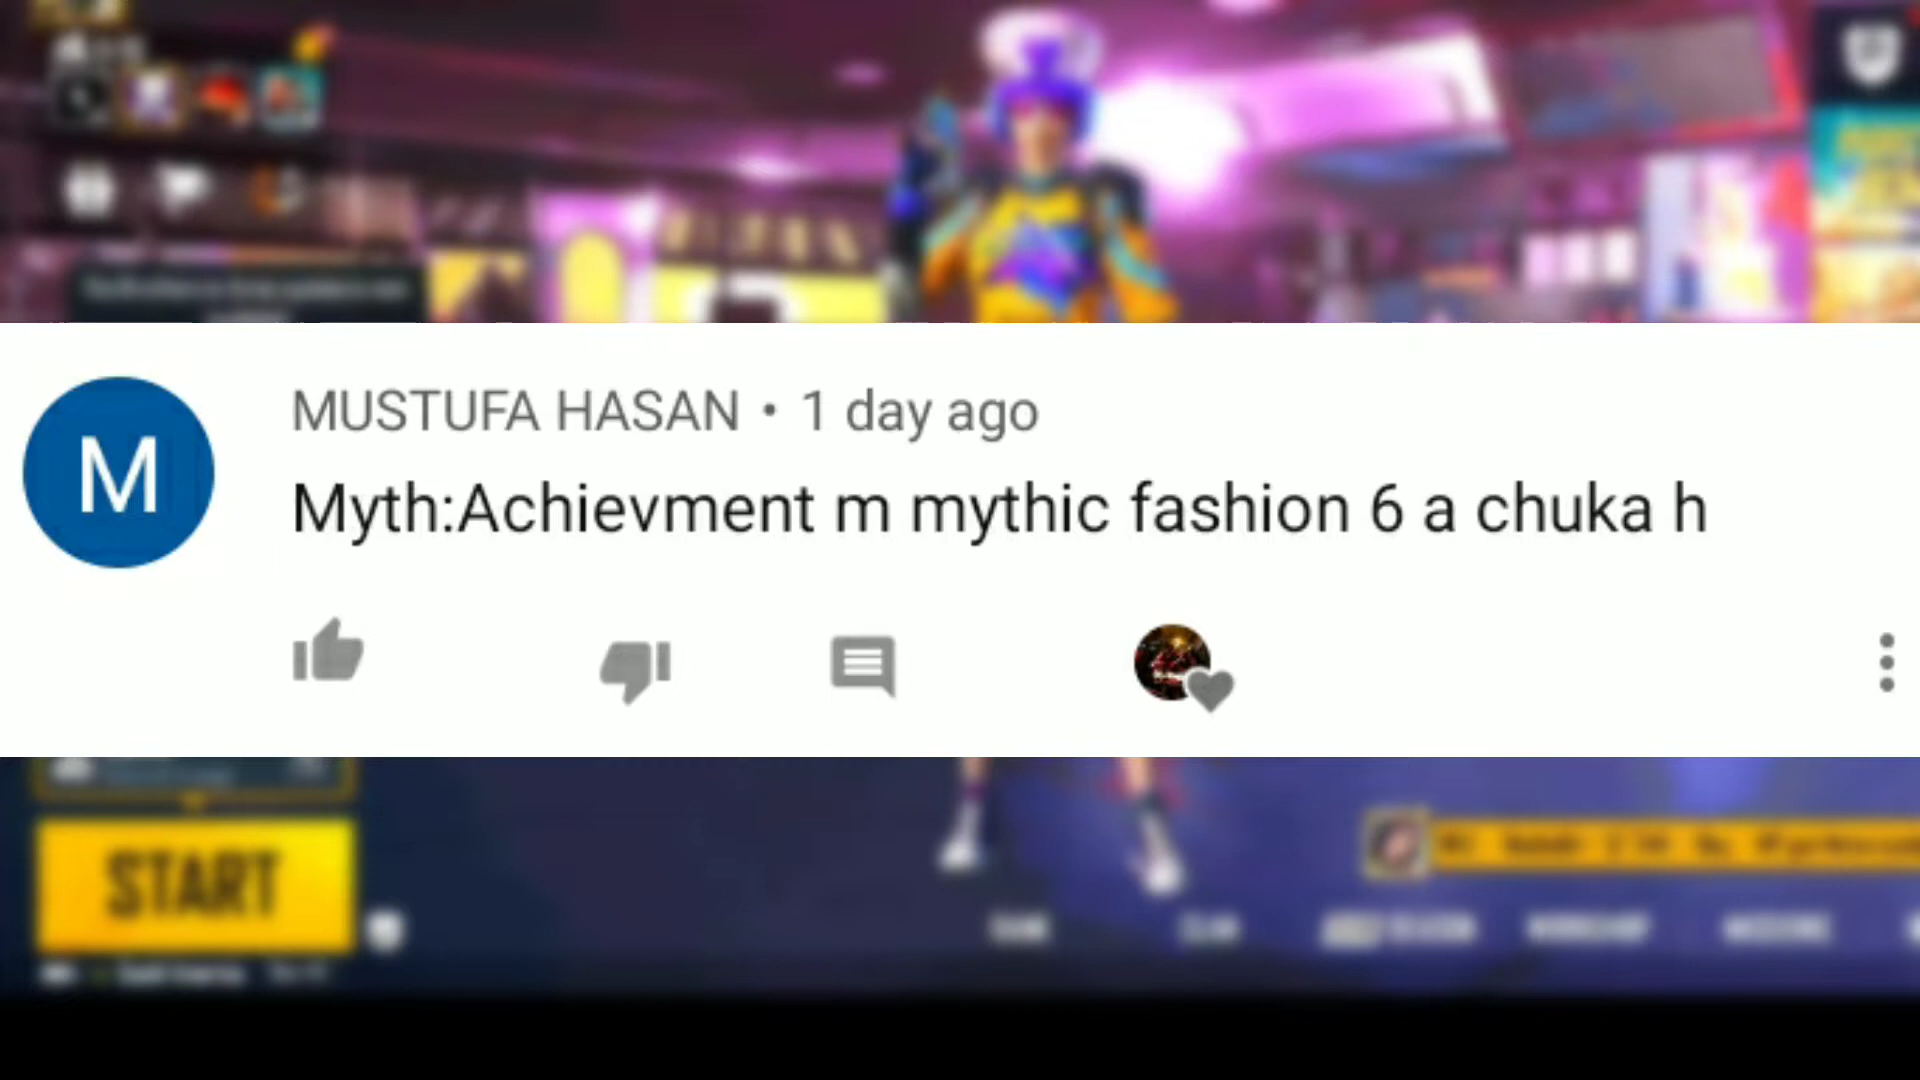 MUSTUFA HASAN • 1 day ago
M
Myth:Achievment m mythic fashion 6 a chuka h
START